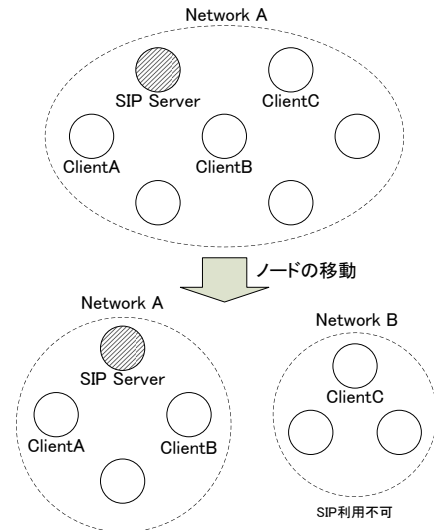 Network A
SIP Server
ClientC
ClientA
ClientB
ノードの移動
Network A
Network B
SIP Server
ClientC
ClientA
ClientB
SIP利用不可